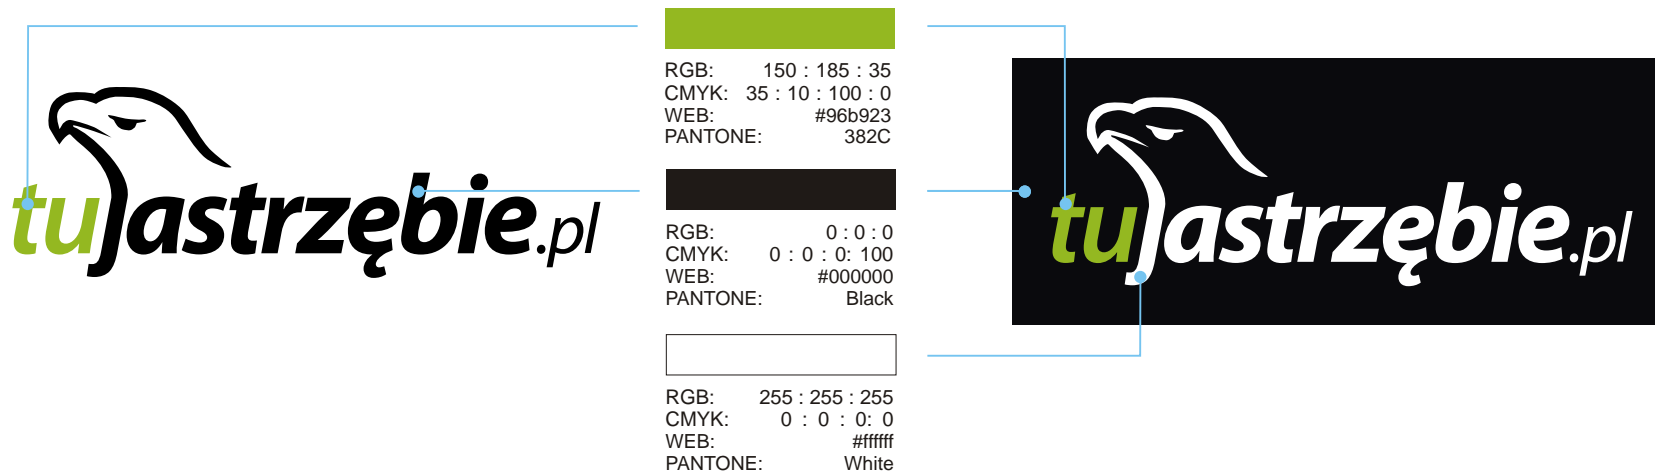 tujastrzębie.pl
RGB: 150 : 185 : 35
CMYK: 35 : 10 : 100 : 0
WEB: #96b923
PANTONE: 382C
RGB: 0 : 0 : 0
CMYK: 0 : 0 : 0: 100
WEB: #000000
PANTONE: Black
RGB: 255 : 255 : 255
CMYK: 0 : 0 : 0: 0
WEB: #ffffff
PANTONE: White
tujastrzębie.pl